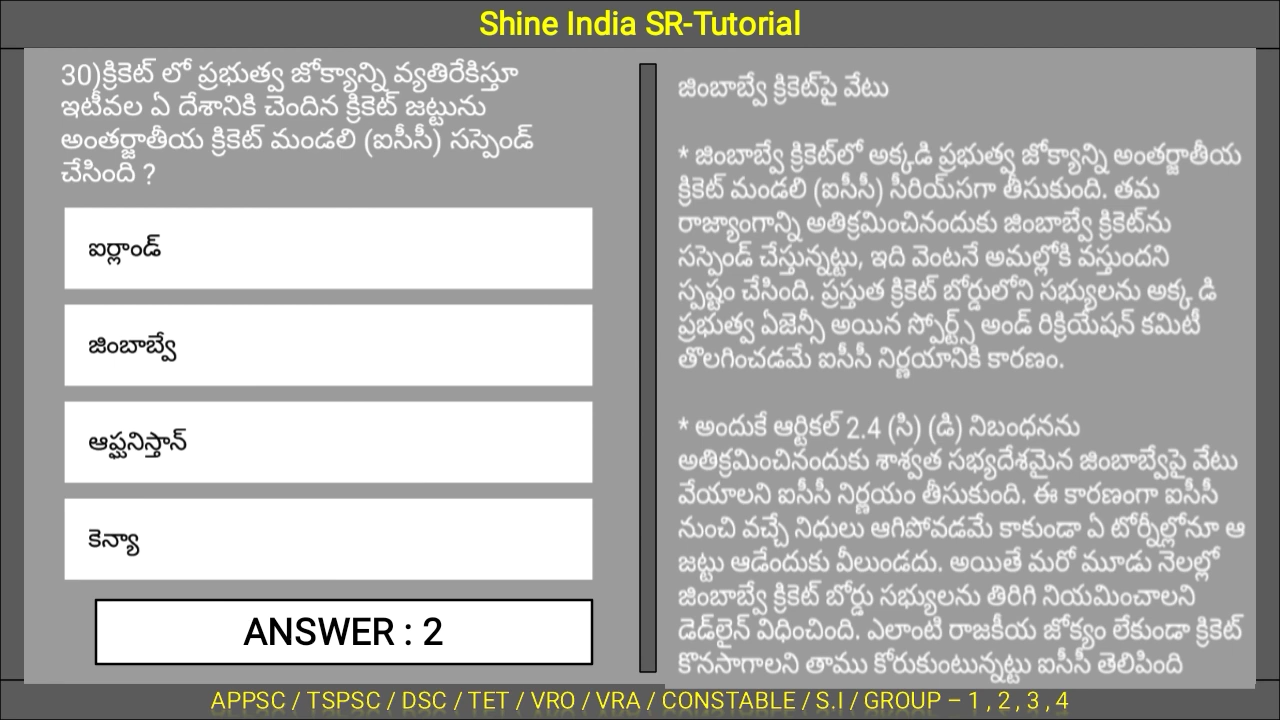 Shine India SR-Tutorial
30)క్రికెట్ లో ప్రభుత్వ జోక్యాన్ని వ్యతిరేకిస్తూ
ఇటీవల ఏ దేశానికి చెందిన క్రికెట్ జట్టును
అంతర్జాతీయ క్రికెట్ మండలి (ఐసీసీ) సస్పెండ్
చేసింది ?
ఐర్లాండ్
జింబాబ్వే
ఆప్ఘనిస్తాన్
కెన్యా
ANSWER : 2
జింబాబ్వే క్రికెట్‌పై వేటు
* జింబాబ్వే క్రికెట్‌లో అక్కడి ప్రభుత్వ జోక్యాన్ని అంతర్జాతీయ
క్రికెట్ మండలి (ఐసీసీ) సీరియ్‌సగా తీసుకుంది. తమ
రాజ్యాంగాన్ని అతిక్రమించినందుకు జింబాబ్వే క్రికెట్‌ను
సస్పెండ్ చేస్తున్నట్టు, ఇది వెంటనే అమల్లోకి వస్తుందని
స్పష్టం చేసింది. ప్రస్తుత క్రికెట్ బోర్డులోని సభ్యులను అక్క డి
ప్రభుత్వ ఏజెన్సీ అయిన స్పోర్ట్స్ అండ్ రిక్రియేషన్ కమిటీ
తొలగించడమే ఐసీసీ నిర్ణయానికి కారణం.
* అందుకే ఆర్టికల్ 2.4 (సి) (డి) నిబంధనను
అతిక్రమించినందుకు శాశ్వత సభ్యదేశమైన జింబాబ్వేపై వేటు
వేయాలని ఐసీసీ నిర్ణయం తీసుకుంది. ఈ కారణంగా ఐసీసీ
నుంచి వచ్చే నిధులు ఆగిపోవడమే కాకుండా ఏ టోర్నీల్లోనూ ఆ
జట్టు ఆడేందుకు వీలుండదు. అయితే మరో మూడు నెలల్లో
జింబాబ్వే క్రికెట్ బోర్డు సభ్యులను తిరిగి నియమించాలని
డెడ్‌లైన్ విధించింది. ఎలాంటి రాజకీయ జోక్యం లేకుండా క్రికెట్
కొనసాగాలని తాము కోరుకుంటున్నట్టు ఐసీసీ తెలిపింది
APPSC / TSPSC / DSC / TET / VRO / VRA / CONSTABLE / S.I / GROUP – 1 , 2 , 3 , 4